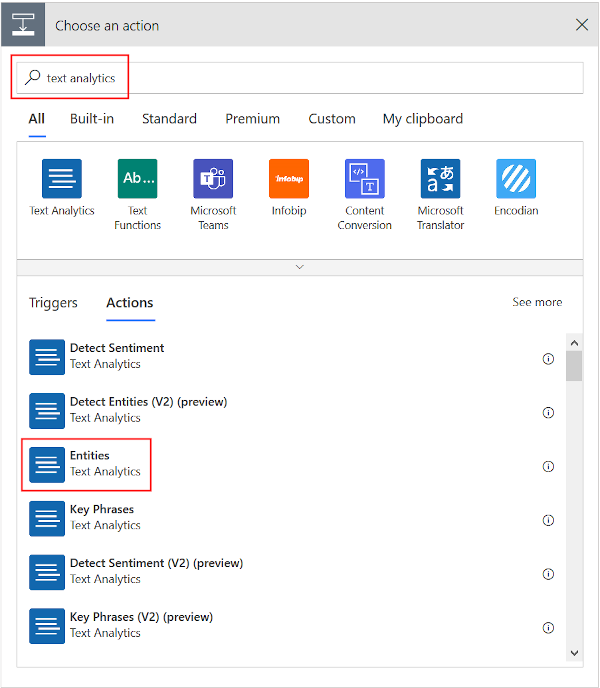 Choose an action
text analytics
All Built-in Standard Premium Custom My clipboard
Ab...
infobip
</>
T
あ
a
Text Analytics
Text
Functions
Microsoft
Teams
Infobip
Content
Conversion
Microsoft
Translator
Encodian
Triggers Actions See more
Detect Sentiment
Text Analytics
Detect Entities (V2) (preview)
Text Analytics
Entities
Text Analytics
Key Phrases
Text Analytics
Detect Sentiment (V2) (preview)
Text Analytics
Key Phrases (V2) (preview)
Text Analytics